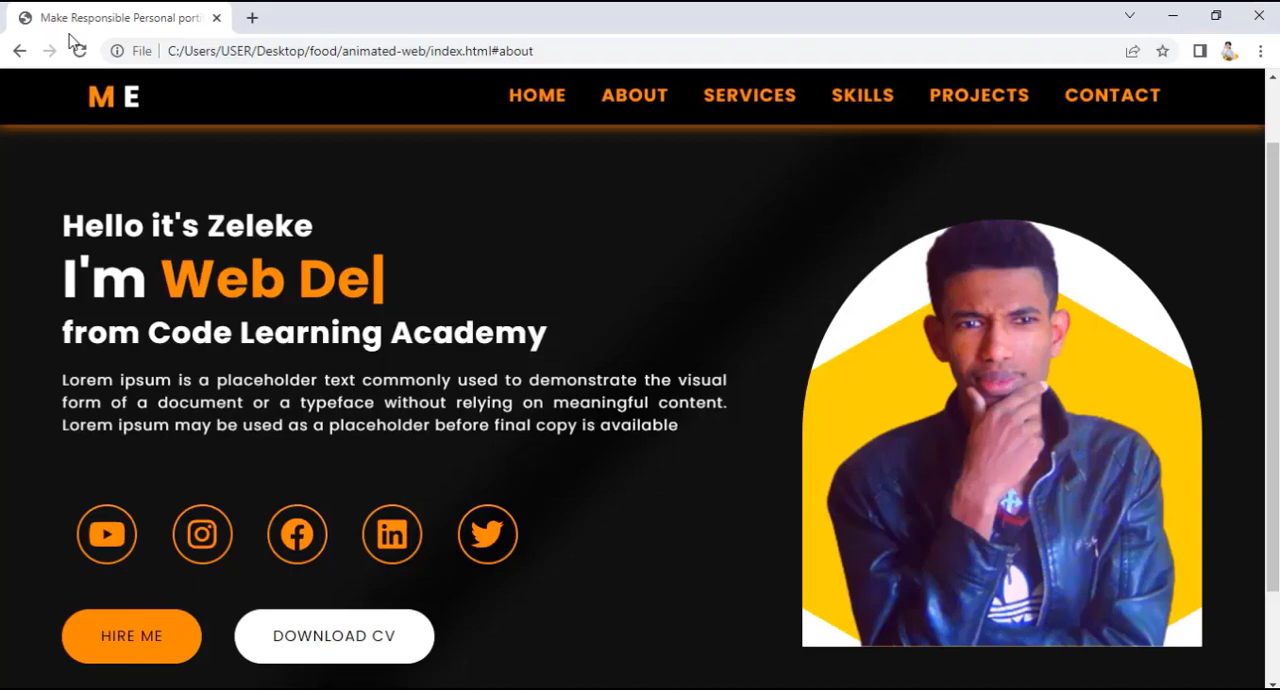 Make Responsible Personal porti
File
C:/Users/USER/Desktop/food/animated-web/index.html#about
M E
HOME ABOUT SERVICES SKILLS PROJECTS CONTACT
Hello it's Zeleke
I'm Web De|
from Code Learning Academy
Lorem ipsum is a placeholder text commonly used to demonstrate the visual
form of a document or a typeface without relying on meaningful content.
Lorem ipsum may be used as a placeholder before final copy is available
in
HIRE ME DOWNLOAD CV